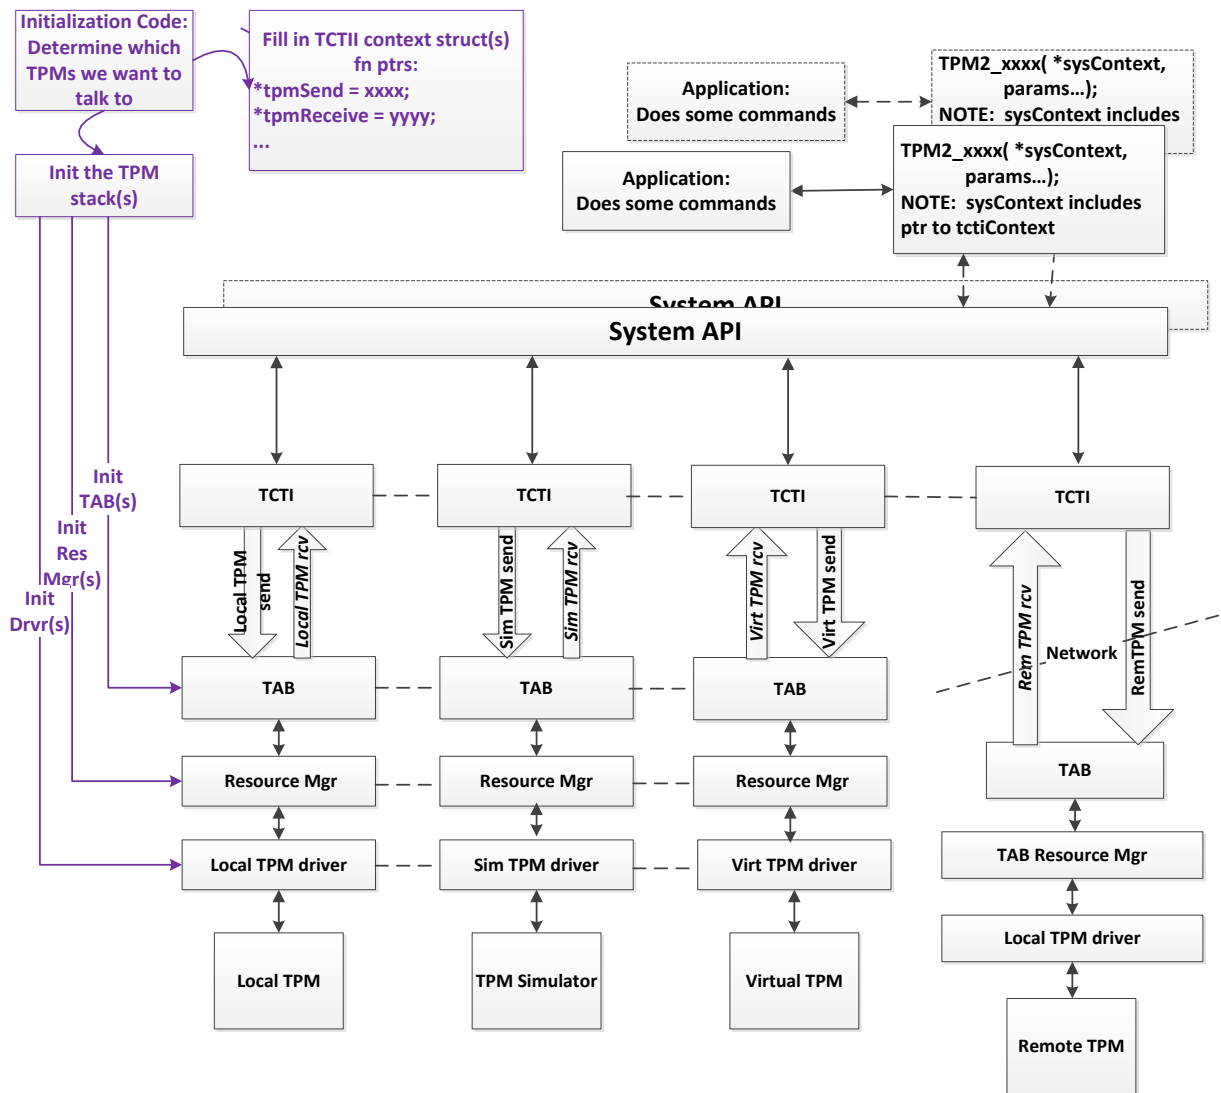 Initialization Code:
Determine which
TPMs we want to
talk to
Fill in TCTII context struct(s)
fn ptrs:
*tpmSend = xxxx;
*tpmReceive = yyyy;
...
Init the TPM
stack(s)
Application:
Does some commands
TPM2_xxxx( *sysContext,
params...);
NOTE:  sysContext includes
Application:
Does some commands
TPM2_xxxx( *sysContext,
params...);
NOTE:  sysContext includes
ptr to tctiContext
System API
System API
Init
TAB(s)
Init
Res
Mgr(s)
Init
Drvr(s)
TCTI
TCTI
TCTI
TCTI
Local TPM
send
Local TPM rcv
Sim TPM send
Sim TPM rcv
Virt TPM rcv
Virt TPM send
Rem TPM rcv
Network
RemTPM send
TAB
TAB
TAB
TAB
Resource Mgr
Resource Mgr
Resource Mgr
TAB Resource Mgr
Local TPM driver
Sim TPM driver
Virt TPM driver
Local TPM driver
Local TPM
TPM Simulator
Virtual TPM
Remote TPM